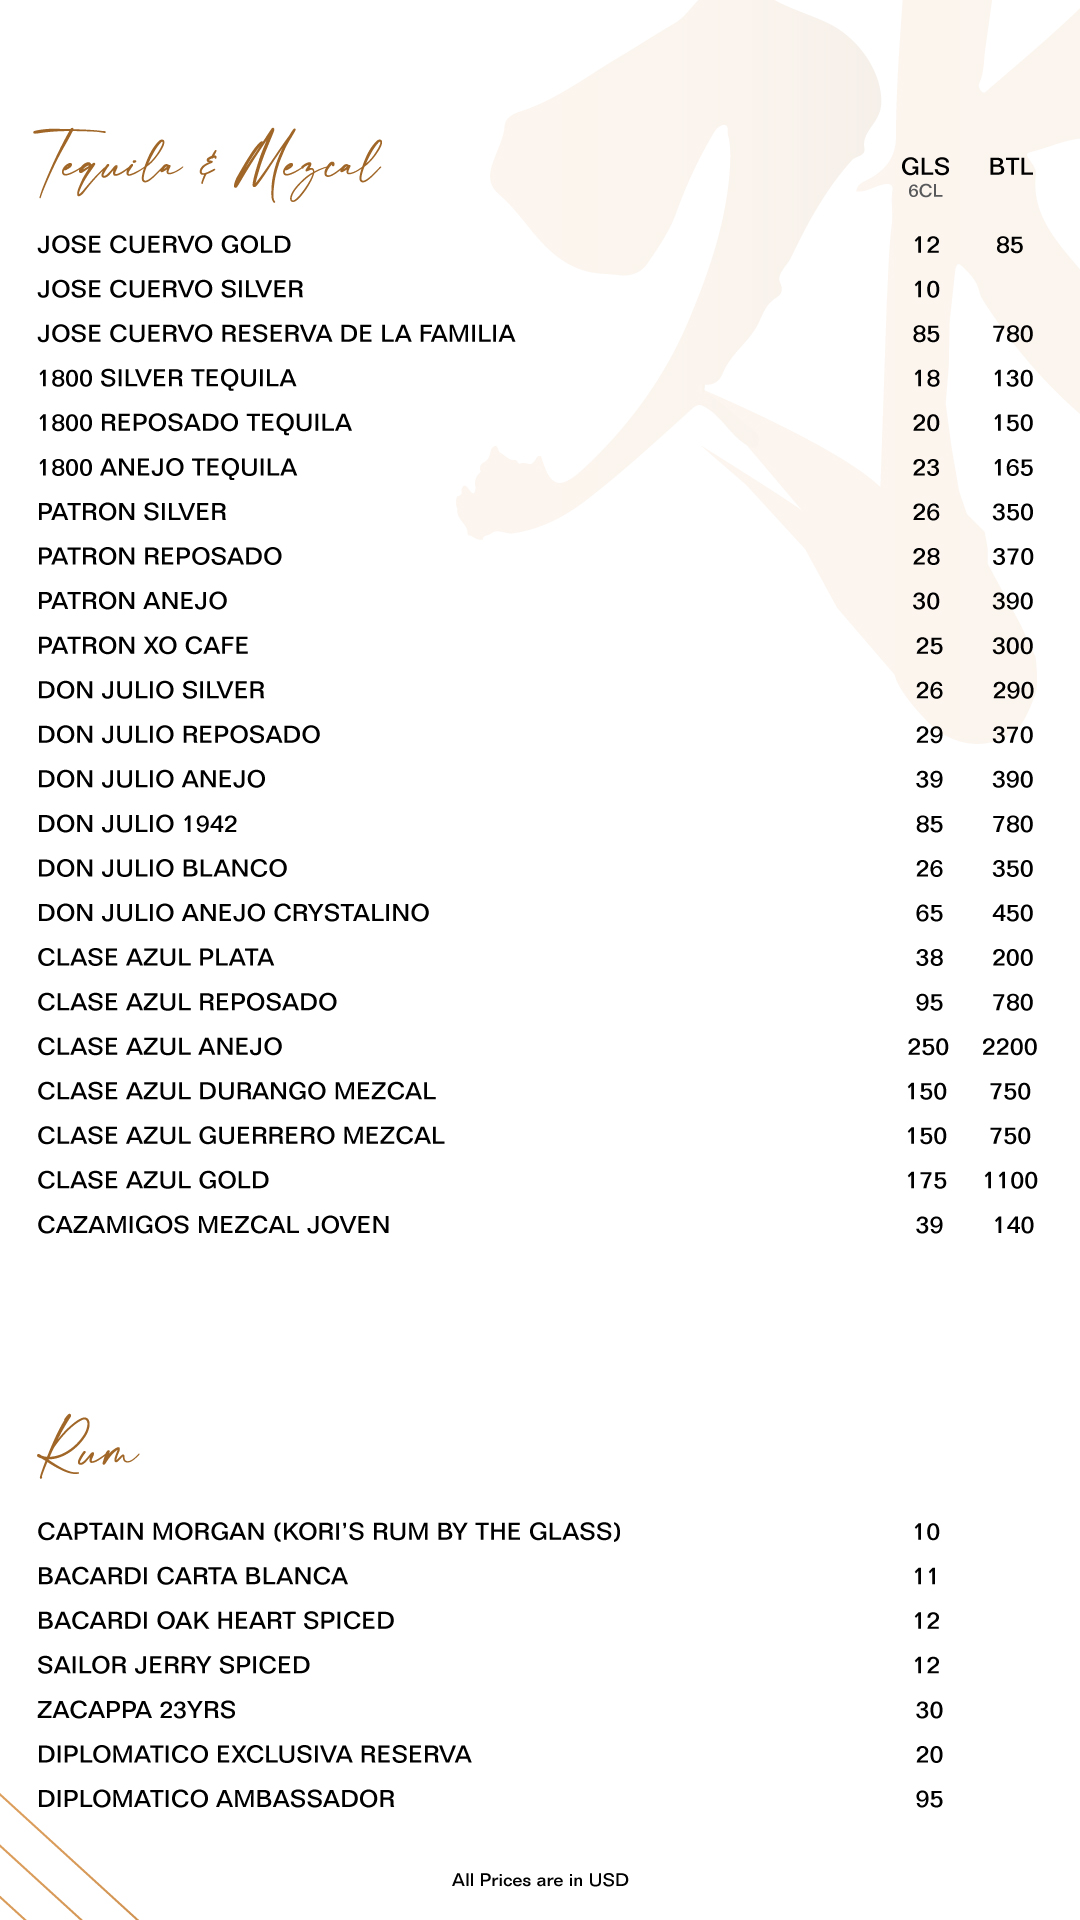 Tequila & Mezcal GLS BTL
6CL
JOSE CUERVO GOLD 12 85
JOSE CUERVO SILVER 10
JOSE CUERVO RESERVA DE LA FAMILIA 85 780
1800 SILVER TEQUILA 18 130
1800 REPOSADO TEQUILA 20 150
1800 ANEJO TEQUILA 23 165
PATRON SILVER 26 350
PATRON REPOSADO 28 370
PATRON ANEJO 30 390
PATRON XO CAFE 25 300
DON JULIO SILVER 26 290
DON JULIO REPOSADO 29 370
DON JULIO ANEJO 39 390
DON JULIO 1942 85 780
DON JULIO BLANCO 26 350
DON JULIO ANEJO CRYSTALINO 65 450
CLASE AZUL PLATA 38 200
CLASE AZUL REPOSADO 95 780
CLASE AZUL ANEJO 250 2200
CLASE AZUL DURANGO MEZCAL 150 750
CLASE AZUL GUERRERO MEZCAL 150 750
CLASE AZUL GOLD 175 1100
CAZAMIGOS MEZCAL JOVEN 39 140
Rum
CAPTAIN MORGAN (KORI’S RUM BY THE GLASS) 10
BACARDI CARTA BLANCA 11
BACARDI OAK HEART SPICED 12
SAILOR JERRY SPICED 12
ZACAPPA 23YRS 30
DIPLOMATICO EXCLUSIVA RESERVA 20
DIPLOMATICO AMBASSADOR 95
All Prices are in USD